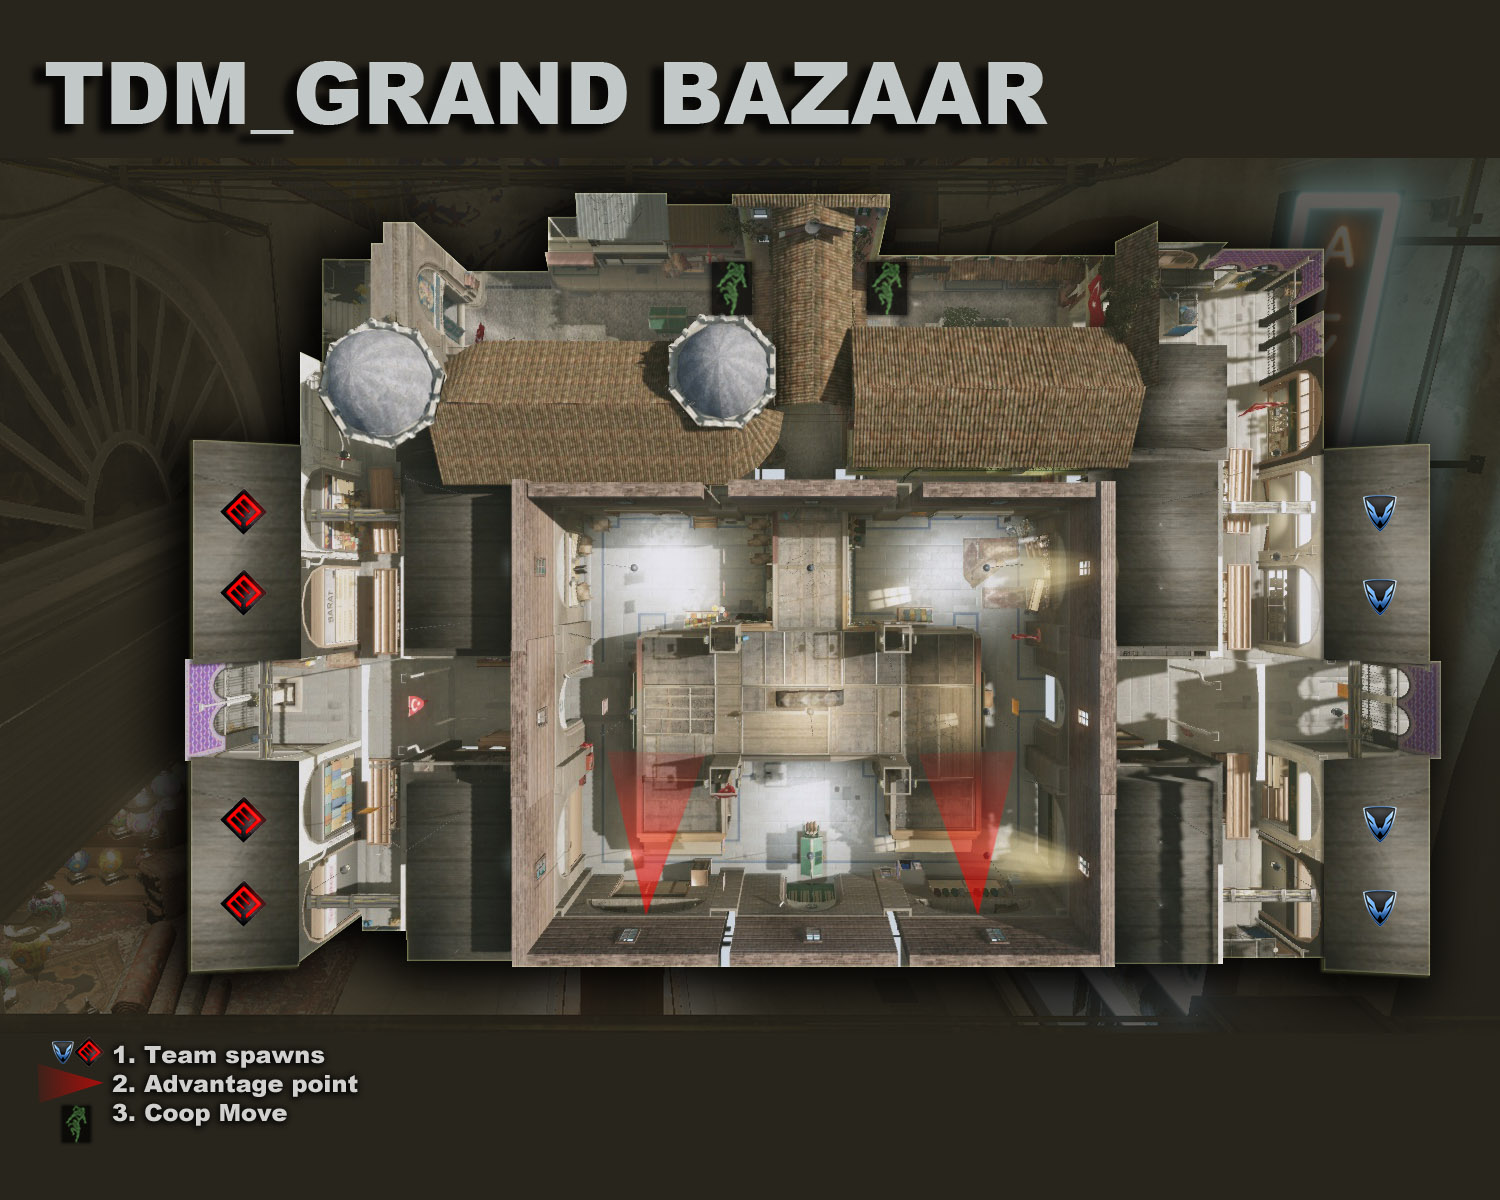 TDM_GRAND BAZAAR
1. Team spawns
2. Advantage point
3. Coop Move